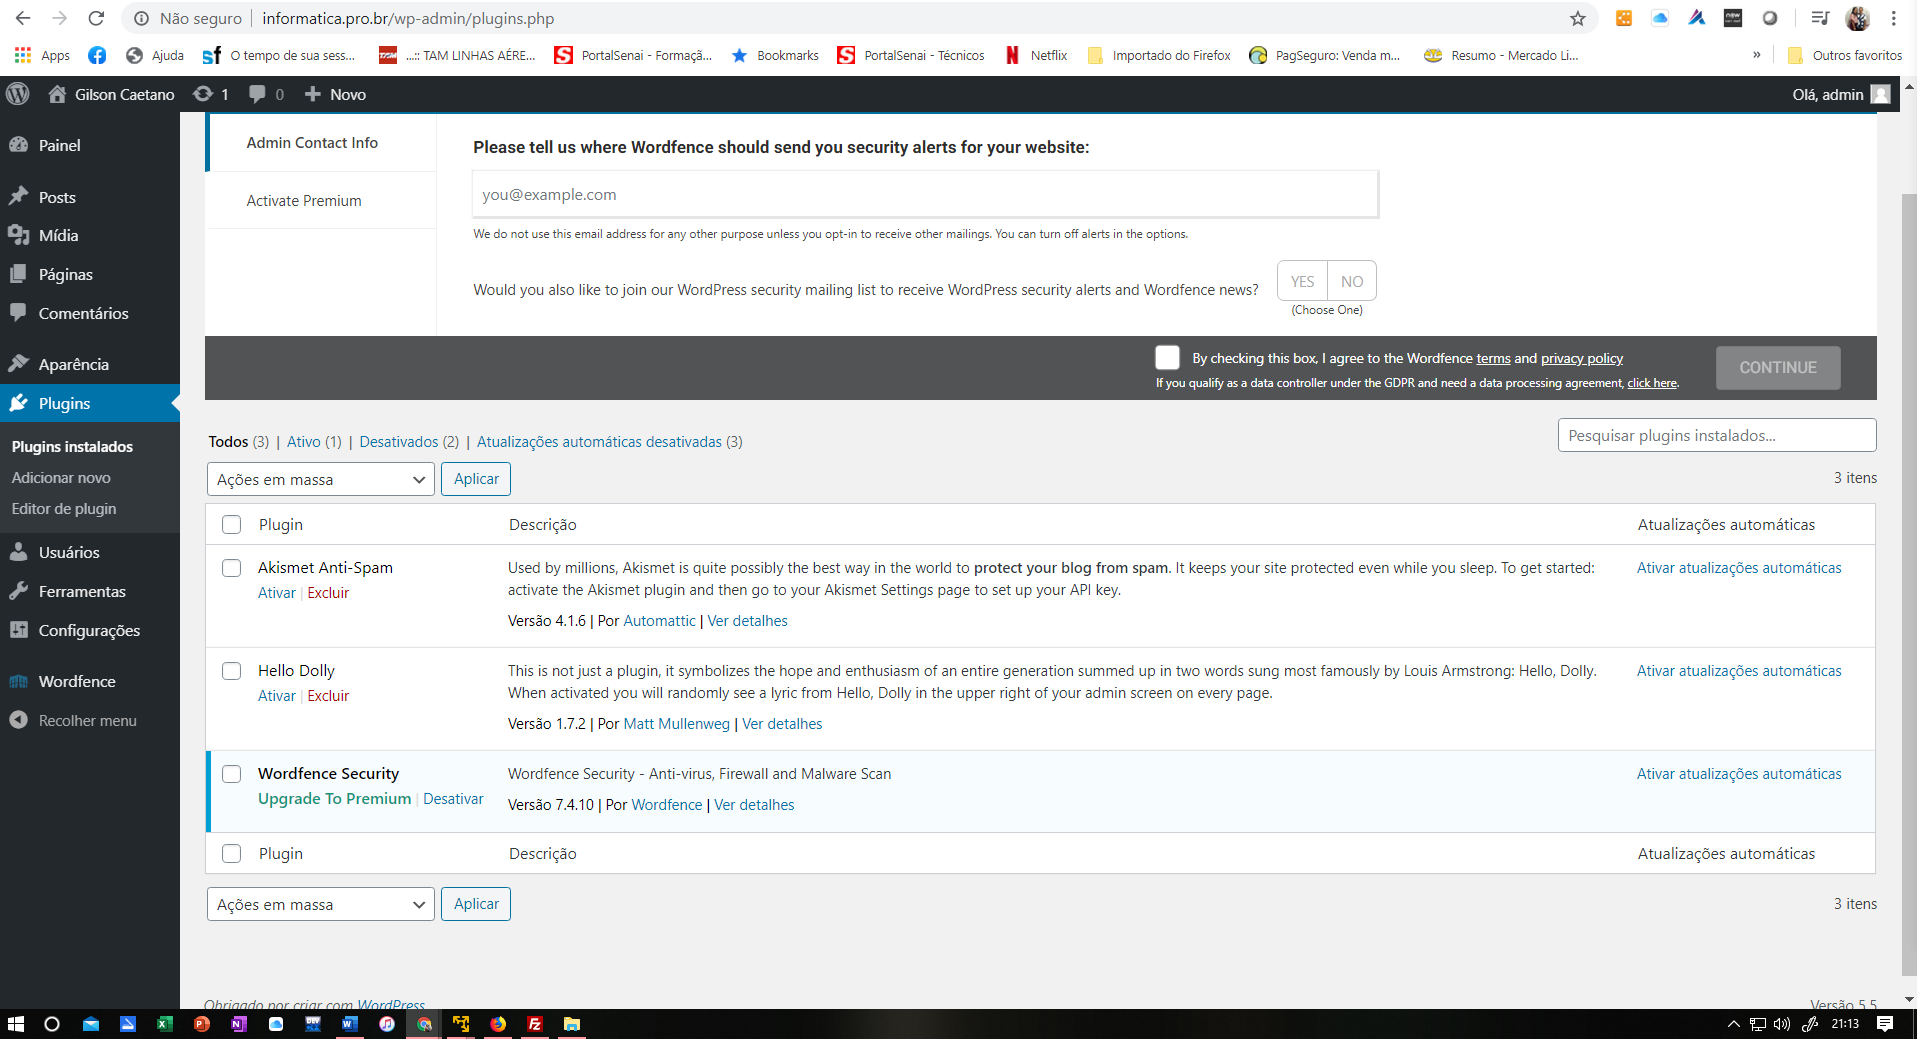 Não seguro
informatica.pro.br/wp-admin/plugins.php
Apps
Ajuda
O tempo de sua sess...
...:: TAM LINHAS AÉRE...
PortalSenai - Formaçã...
Bookmarks
PortalSenai - Técnicos
Netflix
Importado do Firefox
PagSeguro: Venda m...
Resumo - Mercado Li...
»
Outros favoritos
Gilson Caetano
1
0
Novo
Olá, admin
Painel
Posts
Mídia
Páginas
Comentários
Aparência
Plugins
Plugins instalados
Adicionar novo
Editor de plugin
Usuários
Ferramentas
Configurações
Wordfence
Recolher menu
Admin Contact Info
Activate Premium
Please tell us where Wordfence should send you security alerts for your website:
you@example.com
We do not use this email address for any other purpose unless you opt-in to receive other mailings. You can turn off alerts in the options.
Would you also like to join our WordPress security mailing list to receive WordPress security alerts and Wordfence news?
YES
NO
(Choose One)
By checking this box, I agree to the Wordfence terms and privacy policy
If you qualify as a data controller under the GDPR and need a data processing agreement, click here.
CONTINUE
Todos (3) | Ativo (1) | Desativados (2) | Atualizações automáticas desativadas (3)
Pesquisar plugins instalados...
Ações em massa
Aplicar
3 itens
Plugin
Descrição
Atualizações automáticas
Akismet Anti-Spam
Ativar | Excluir
Used by millions, Akismet is quite possibly the best way in the world to protect your blog from spam. It keeps your site protected even while you sleep. To get started:
activate the Akismet plugin and then go to your Akismet Settings page to set up your API key.
Versão 4.1.6 | Por Automattic | Ver detalhes
Ativar atualizações automáticas
Hello Dolly
Ativar | Excluir
This is not just a plugin, it symbolizes the hope and enthusiasm of an entire generation summed up in two words sung most famously by Louis Armstrong: Hello, Dolly.
When activated you will randomly see a lyric from Hello, Dolly in the upper right of your admin screen on every page.
Versão 1.7.2 | Por Matt Mullenweg | Ver detalhes
Ativar atualizações automáticas
Wordfence Security
Upgrade To Premium | Desativar
Wordfence Security - Anti-virus, Firewall and Malware Scan
Versão 7.4.10 | Por Wordfence | Ver detalhes
Ativar atualizações automáticas
Plugin
Descrição
Atualizações automáticas
Ações em massa
Aplicar
3 itens
Obrigado por criar com WordPress
Versão 5.5
21:13